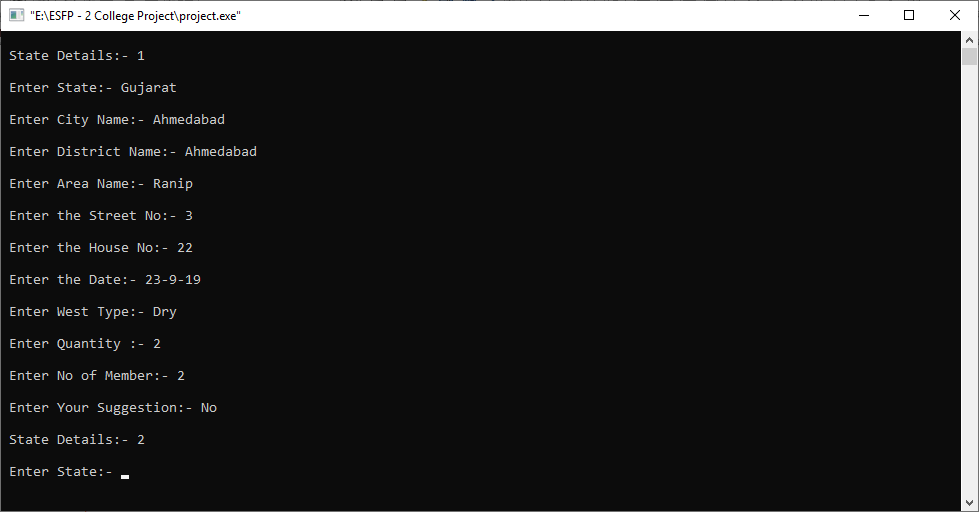 "E:\ESFP - 2 College Project\project.exe"
State Details:- 1
Enter State:- Gujarat
Enter City Name:- Ahmedabad
Enter District Name:- Ahmedabad
Enter Area Name:- Ranip
Enter the Street No:- 3
Enter the House No:- 22
Enter the Date:- 23-9-19
Enter West Type:- Dry
Enter Quantity :- 2
Enter No of Member:- 2
Enter Your Suggestion:- No
State Details:- 2
Enter State:-